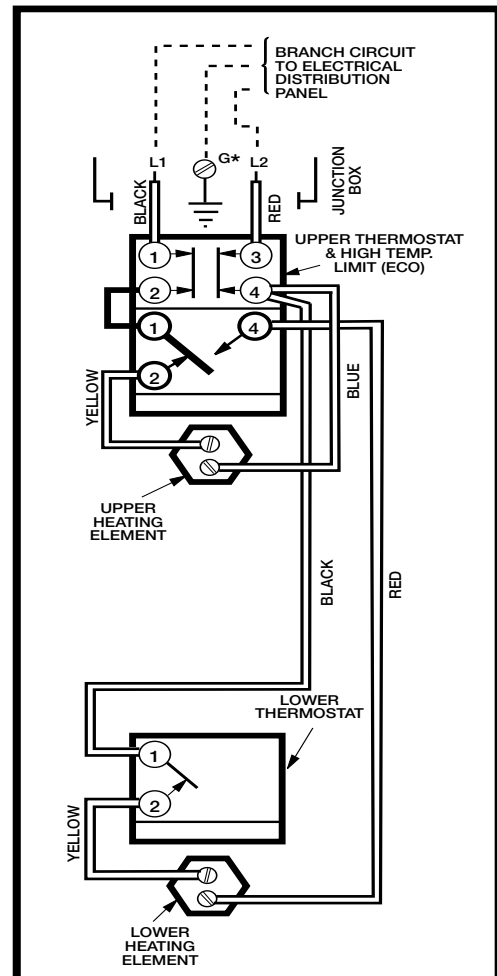 BRANCH CIRCUIT
TO ELECTRICAL
DISTRIBUTION
PANEL
L1
G*
L2
JUNCTION
BOX
BLACK
RED
UPPER THERMOSTAT
& HIGH TEMP.
LIMIT (ECO)
1
3
2
4
1
4
2
YELLOW
BLUE
UPPER
HEATING
ELEMENT
BLACK
RED
LOWER
THERMOSTAT
1
2
YELLOW
LOWER
HEATING
ELEMENT